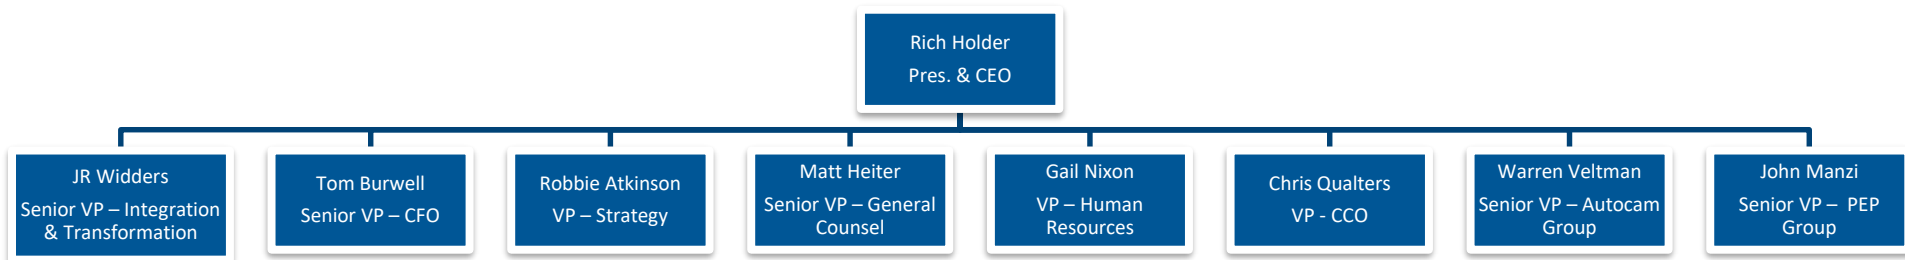 Rich Holder
Pres. & CEO
JR Widders
Senior VP – Integration
& Transformation
Tom Burwell
Senior VP – CFO
Robbie Atkinson
VP – Strategy
Matt Heiter
Senior VP – General
Counsel
Gail Nixon
VP – Human
Resources
Chris Qualters
VP - CCO
Warren Veltman
Senior VP – Autocam
Group
John Manzi
Senior VP – PEP
Group